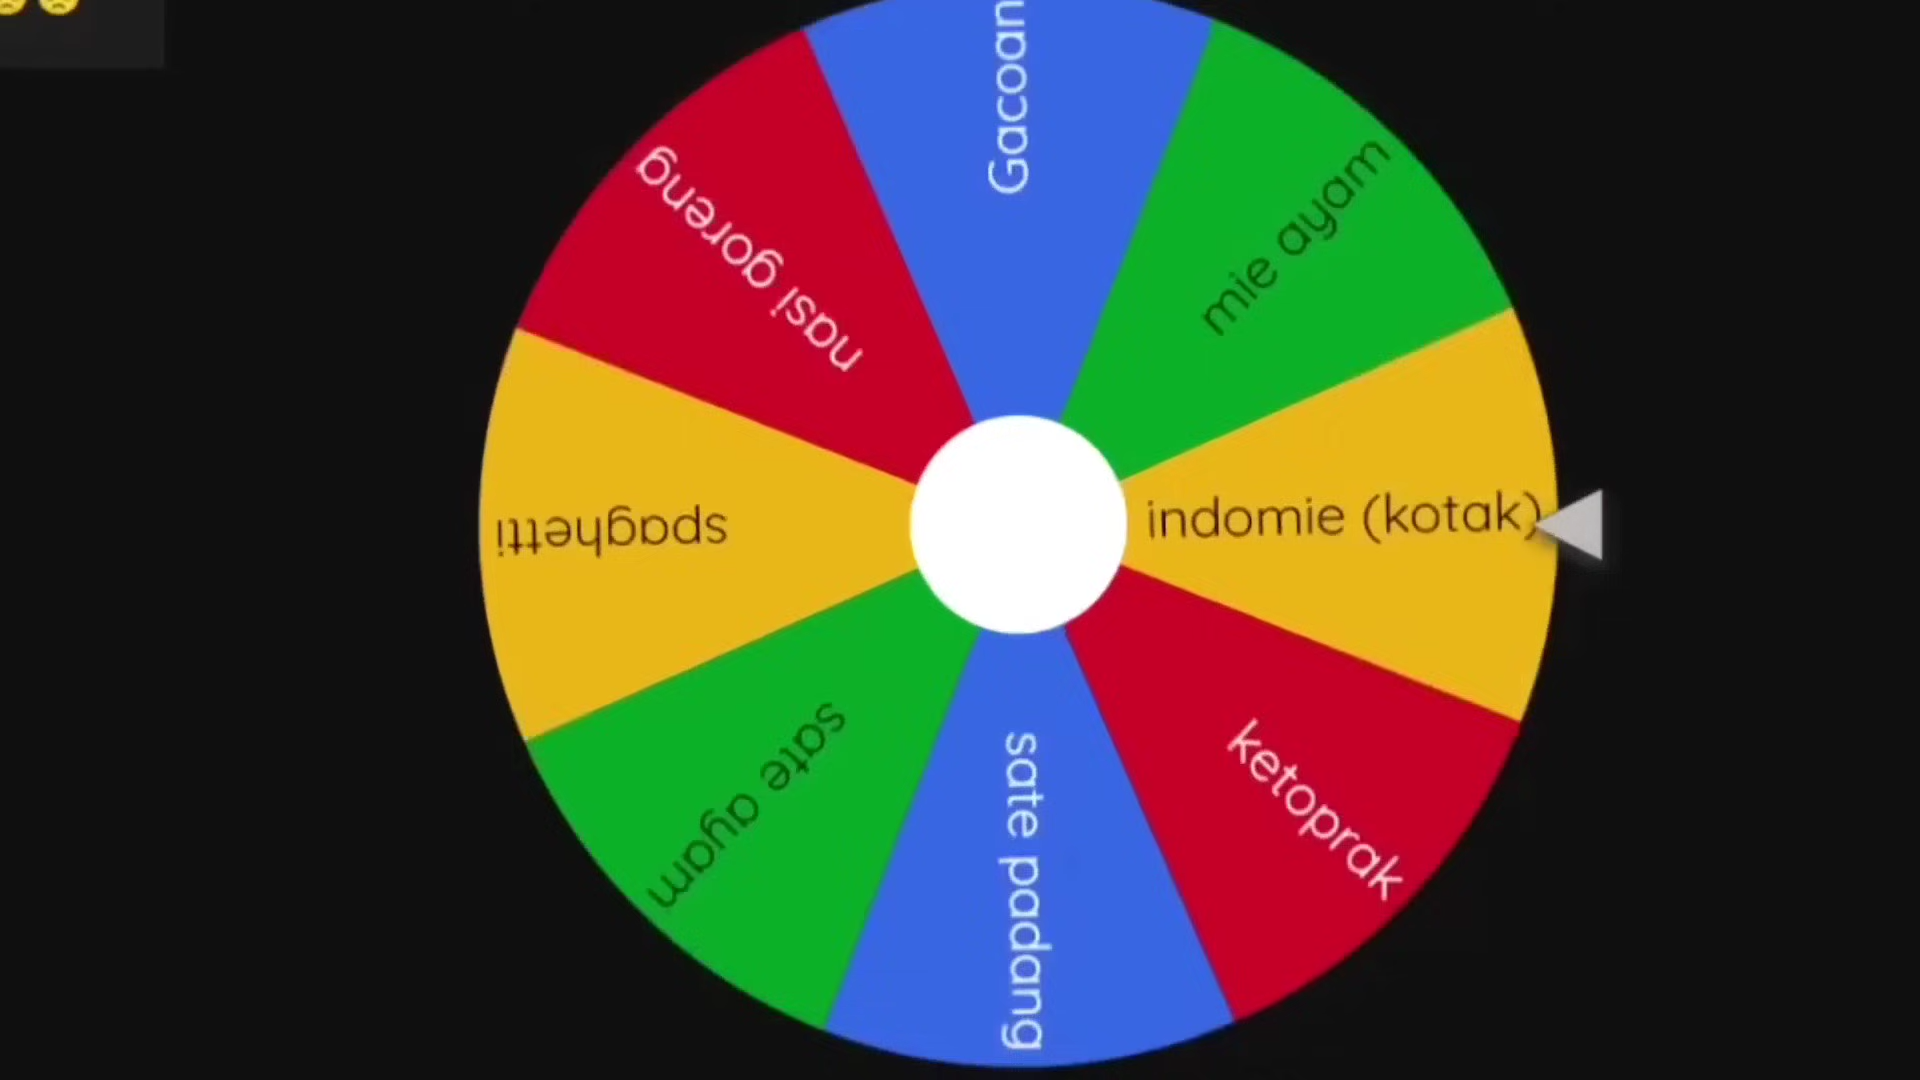 Gacoan
mie ayam
indomie (kotak)
ketoprak
sate padang
sate ayam
spaghetti
nasi goreng